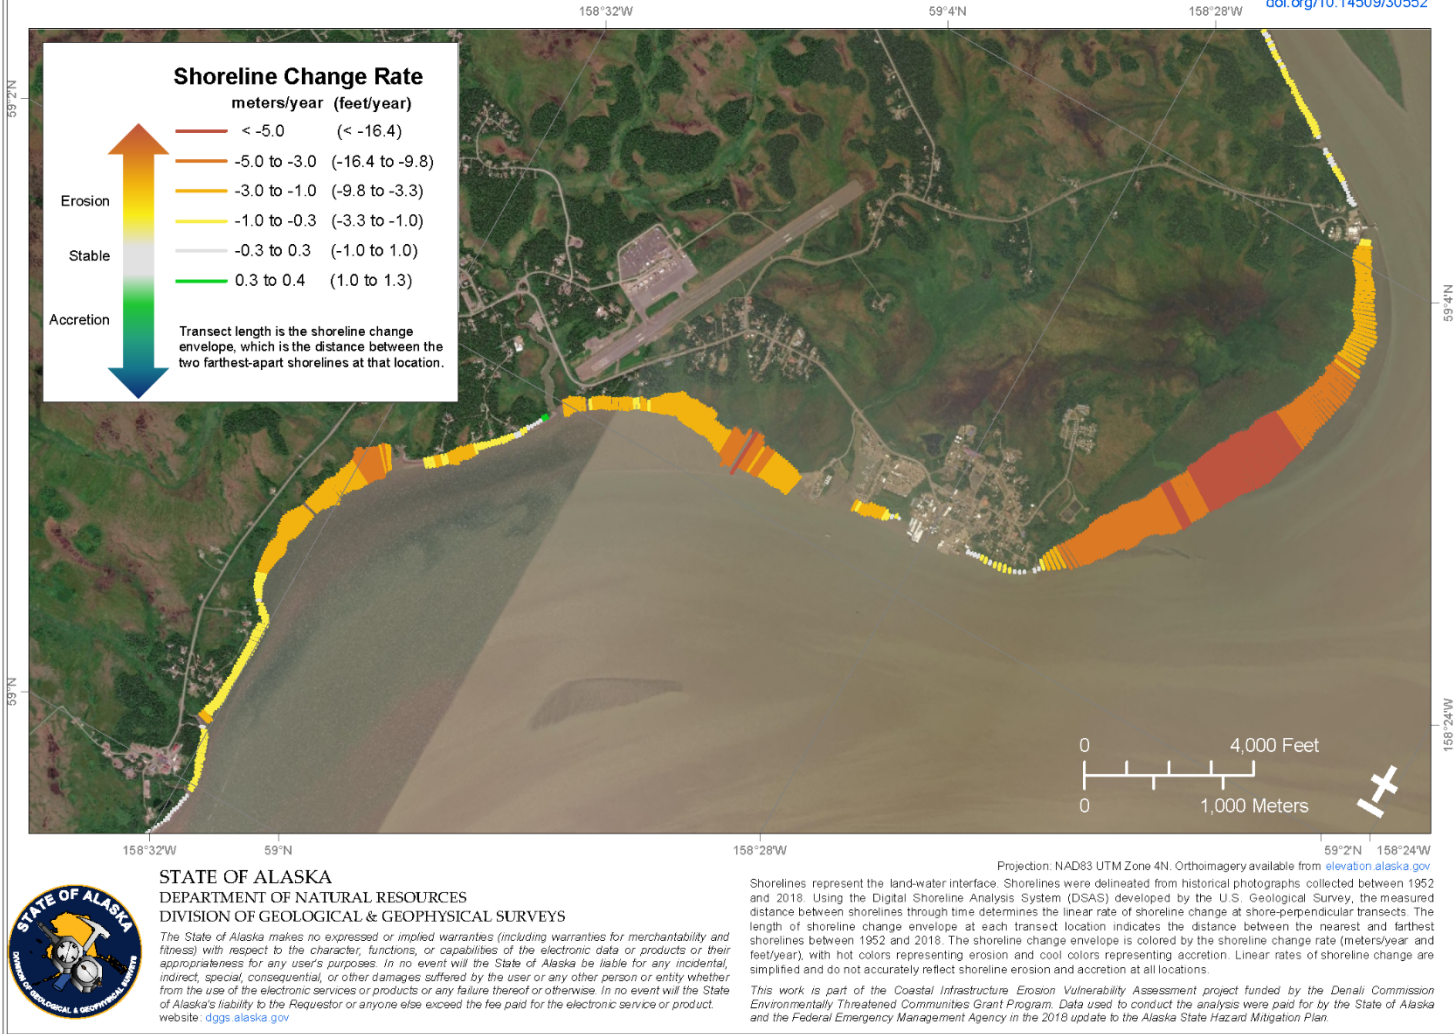 doi.org/10.14509/30552
158°32'W
59°4'N
158°28'W
59°2'N
Shoreline Change Rate
meters/year (feet/year)
< -5.0 (< -16.4)
-5.0 to -3.0 (-16.4 to -9.8)
-3.0 to -1.0 (-9.8 to -3.3)
-1.0 to -0.3 (-3.3 to -1.0)
-0.3 to 0.3 (-1.0 to 1.0)
0.3 to 0.4 (1.0 to 1.3)
Erosion
Stable
Accretion
Transect length is the shoreline change
envelope, which is the distance between the
two farthest-apart shorelines at that location.
59°4'N
59°N
158°24'W
0 4,000 Feet
0 1,000 Meters
158°32'W
59°N
158°28'W
59°2'N
158°24'W
Projection: NAD83 UTM Zone 4N. Orthoimagery available from elevation.alaska.gov
STATE OF ALASKA
DEPARTMENT OF NATURAL RESOURCES
DIVISION OF GEOLOGICAL & GEOPHYSICAL SURVEYS
The State of Alaska makes no expressed or implied warranties (including warranties for merchantability and
fitness) with respect to the character, functions, or capabilities of the electronic data or products or their
appropriateness for any user's purposes. In no event will the State of Alaska be liable for any incidental,
indirect, special, consequential, or other damages suffered by the user or any other person or entity whether
from the use of the electronic services or products or any failure thereof or otherwise. In no event will the State
of Alaska's liability to the Requestor or anyone else exceed the fee paid for the electronic service or product.
website: dggs.alaska.gov
STATE OF ALASKA
DIVISION OF GEOLOGICAL & GEOPHYSICAL SURVEYS
Shorelines represent the land-water interface. Shorelines were delineated from historical photographs collected between 1952
and 2018. Using the Digital Shoreline Analysis System (DSAS) developed by the U.S. Geological Survey, the measured
distance between shorelines through time determines the linear rate of shoreline change at shore-perpendicular transects. The
length of shoreline change envelope at each transect location indicates the distance between the nearest and farthest
shorelines between 1952 and 2018. The shoreline change envelope is colored by the shoreline change rate (meters/year and
feet/year), with hot colors representing erosion and cool colors representing accretion. Linear rates of shoreline change are
simplified and do not accurately reflect shoreline erosion and accretion at all locations.
This work is part of the Coastal Infrastructure Erosion Vulnerability Assessment project funded by the Denali Commission
Environmentally Threatened Communities Grant Program. Data used to conduct the analysis were paid for by the State of Alaska
and the Federal Emergency Management Agency in the 2018 update to the Alaska State Hazard Mitigation Plan.